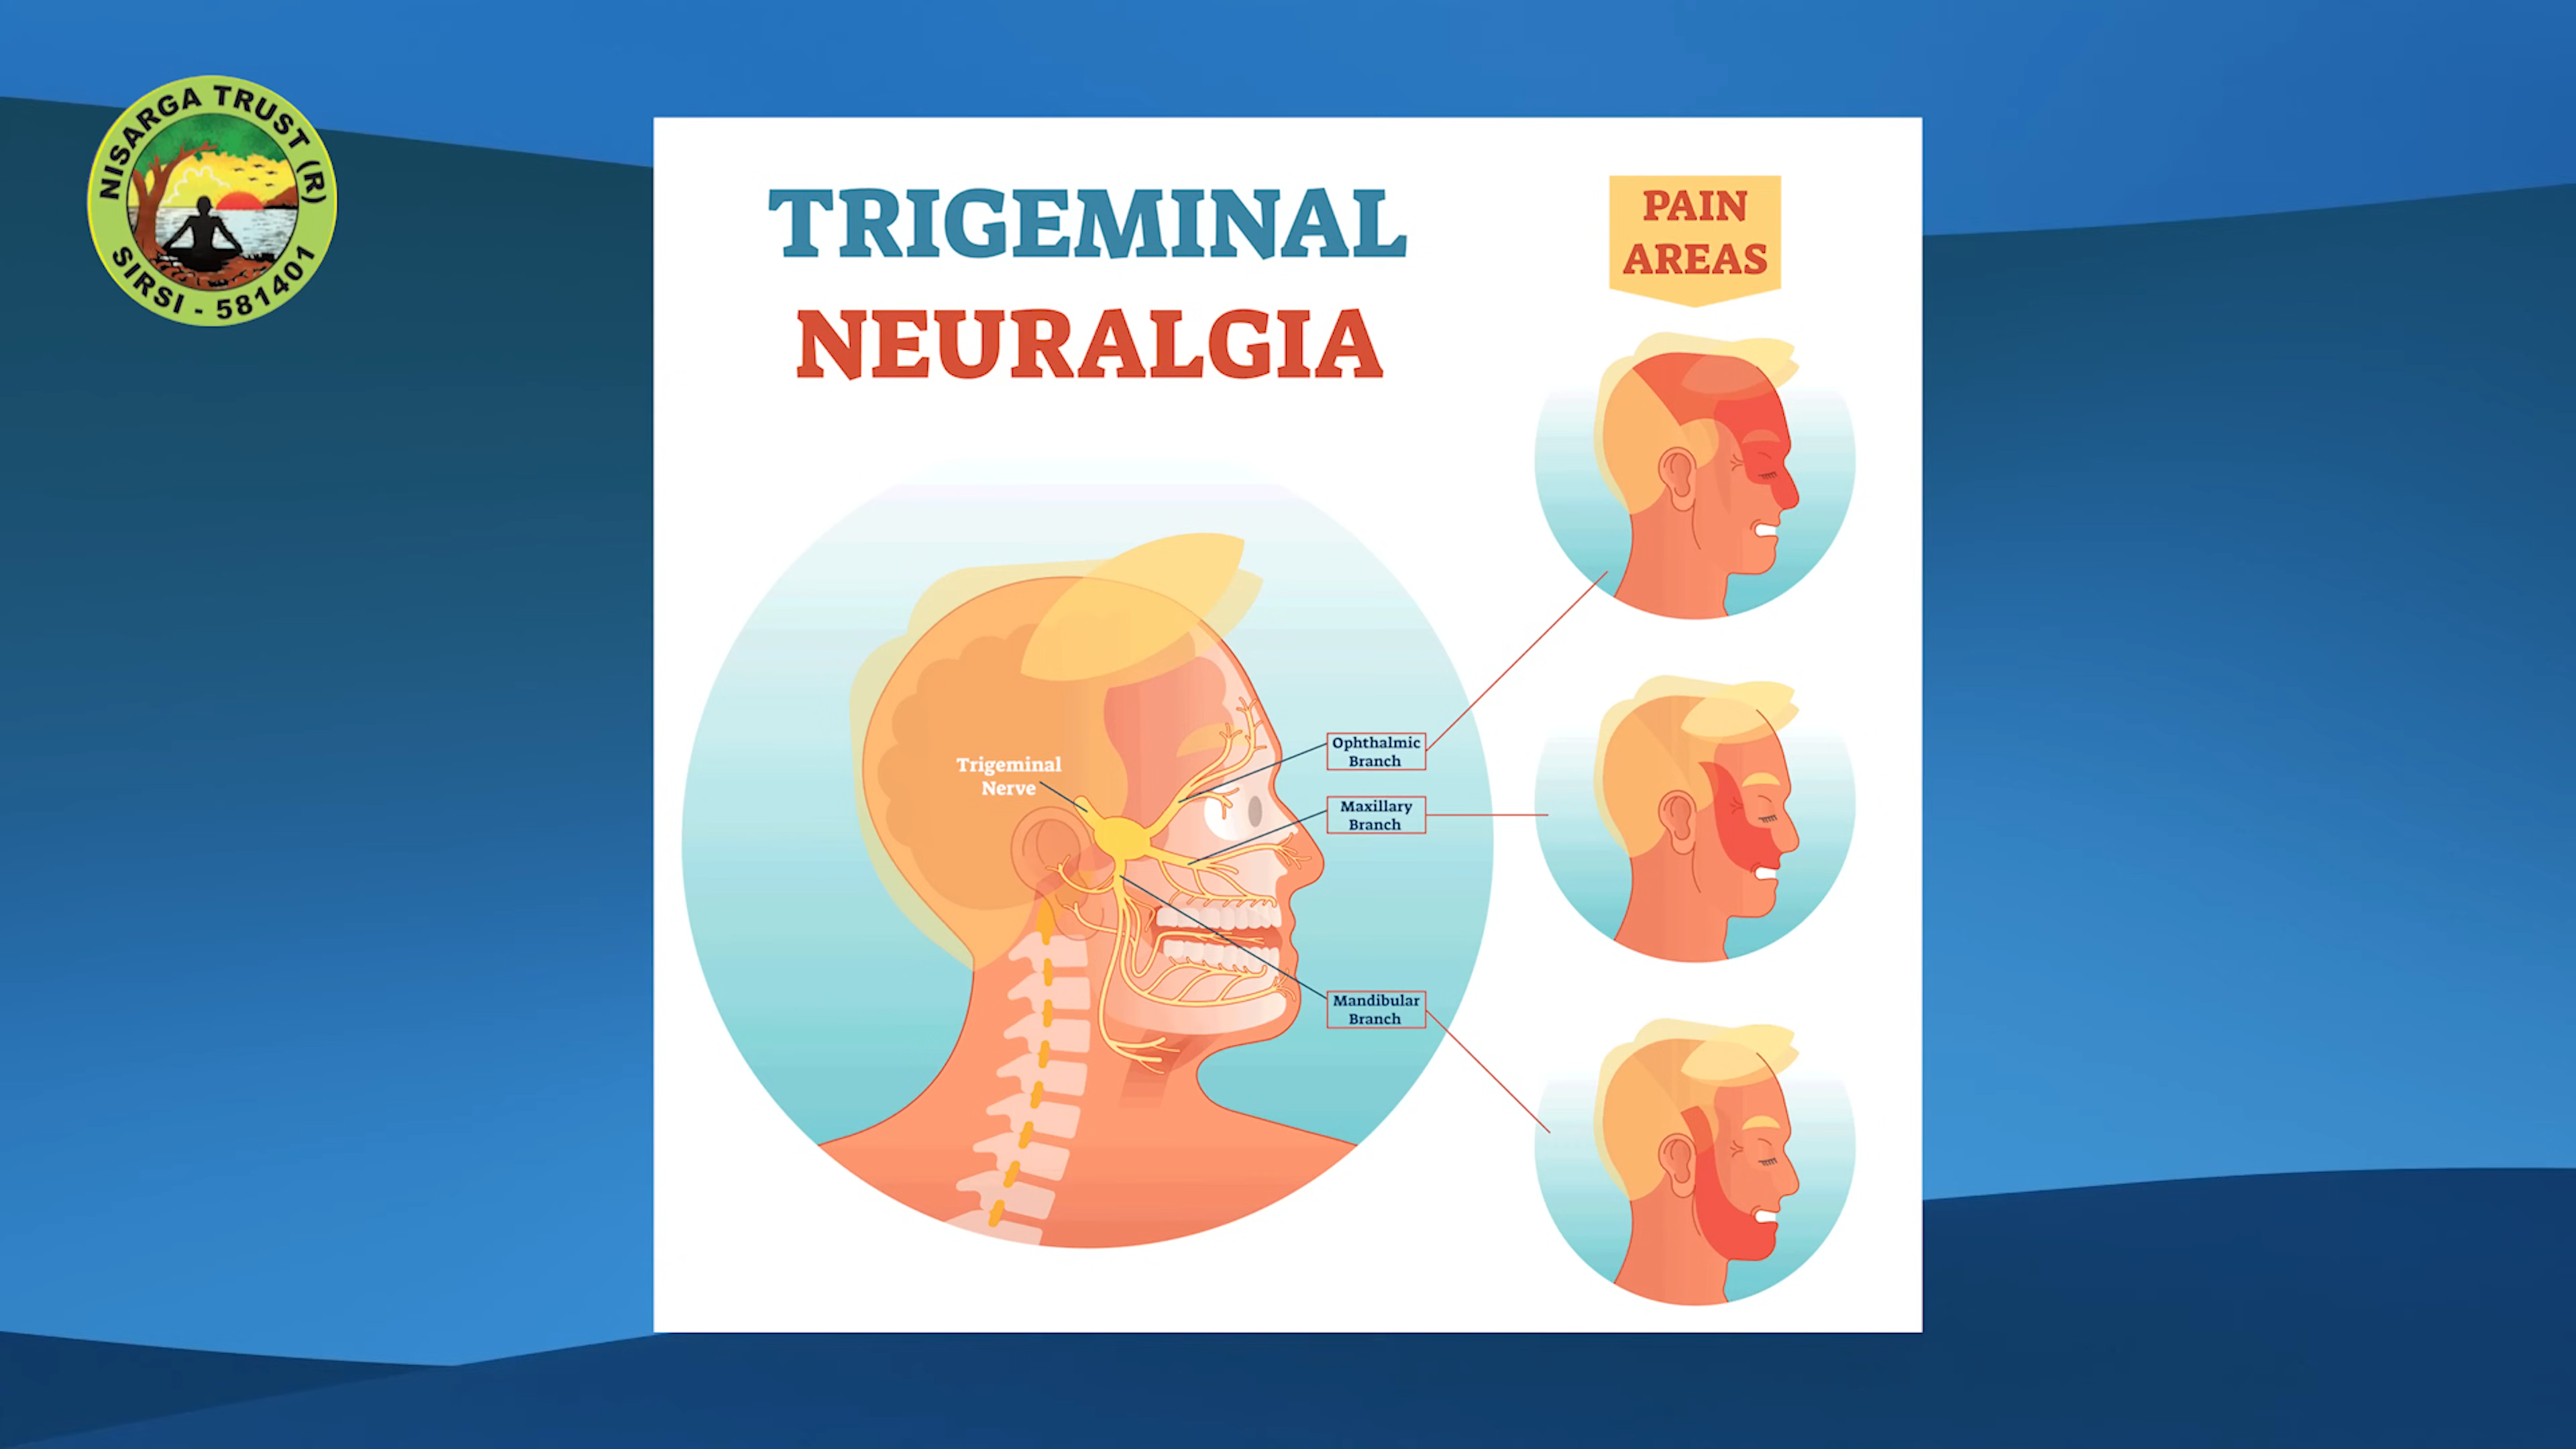 NISARGA TRUST (R)
SIRSI - 581401
TRIGEMINAL
NEURALGIA
PAIN
AREAS
Trigeminal
Nerve
Ophthalmic
Branch
Maxillary
Branch
Mandibular
Branch